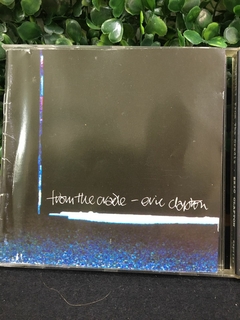 from the cradle - eric clapton